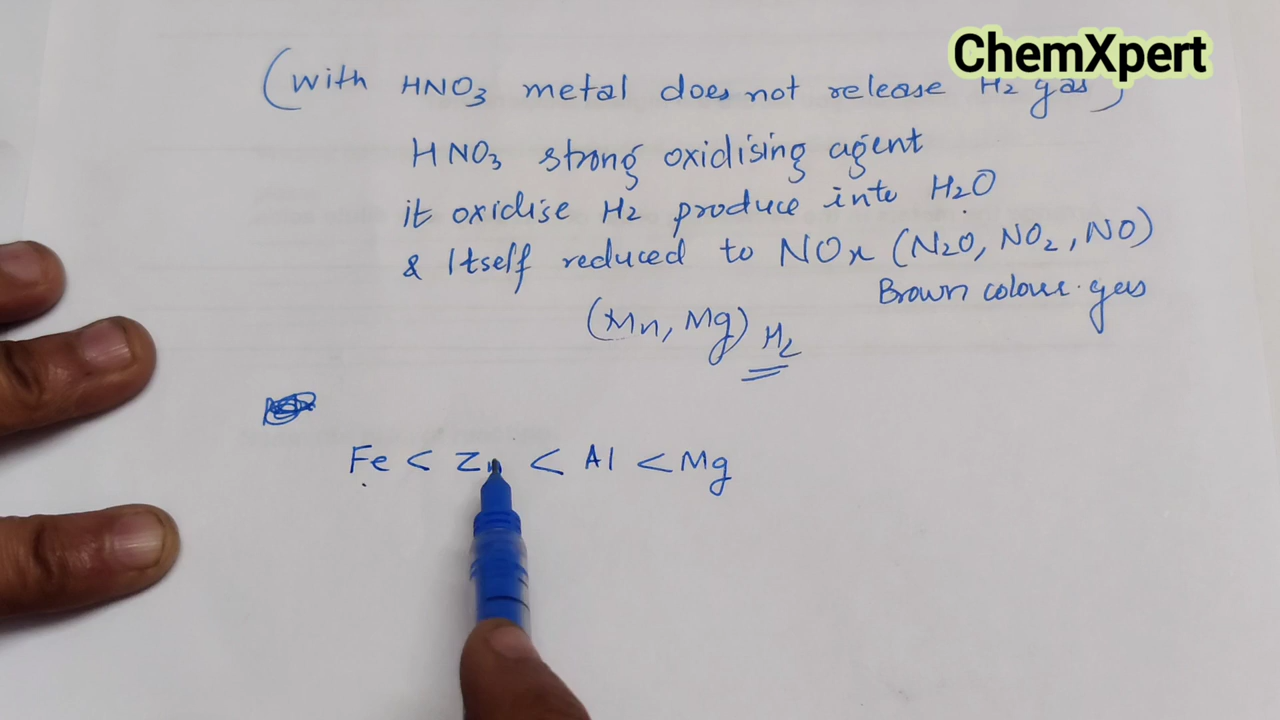 ChemXpert
(With HNO3 metal does not release H2 gas)
HNO3 strong oxidising agent
it oxidise H2 produce into H2O
& Itself reduced to NOx (N2O, NO2, NO)
Brown colour gas
(Mn, Mg) H2
Fe < Zn < Al < Mg